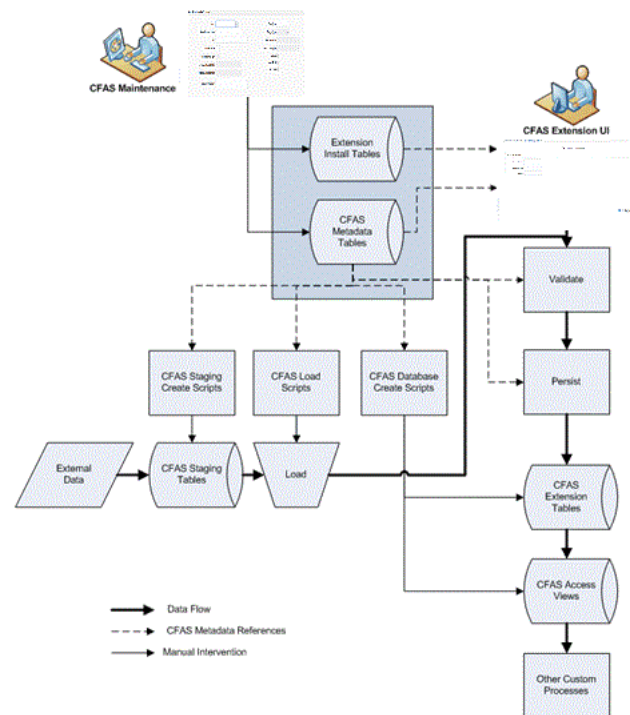 CFAS Maintenance
CFAS Extension UI
Extension
Install Tables
CFAS
Metadata
Tables
Validate
CFAS Staging
Create Scripts
CFAS Load
Scripts
CFAS Database
Create Scripts
Persist
External
Data
CFAS Staging
Tables
Load
CFAS
Extension
Tables
CFAS Access
Views
Data Flow
CFAS Metadata References
Manual Intervention
Other Custom
Processes